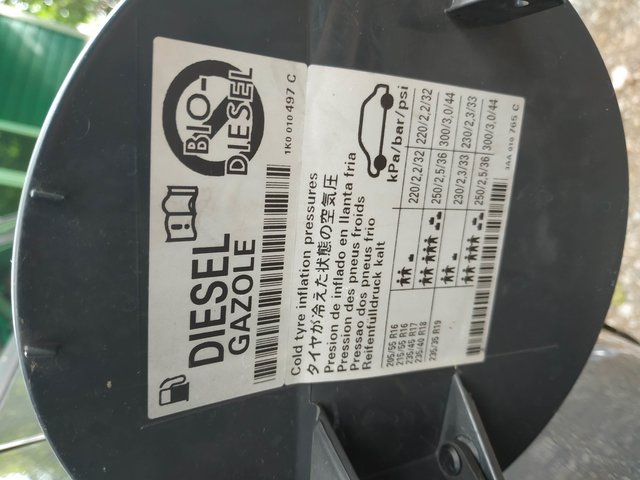 DIESEL
GAZOLE
BIO-
DIESEL
1K0 010 497 C
Cold tyre inflation pressures
タイヤが冷えた状態の空気圧
Presion de inflado en llanta fria
Pression des pneus froids
Pressao dos pneus frio
Reifenfülldruck kalt
kPa/bar/psi
205/55 R16
215/55 R16
235/45 R17
235/40 R18
220/2,2/32 220/2,2/32
250/2,5/36 300/3,0/44
235/35 R19
230/2,3/33 230/2,3/33
250/2,5/36 300/3,0/44
3AA 010 765 C